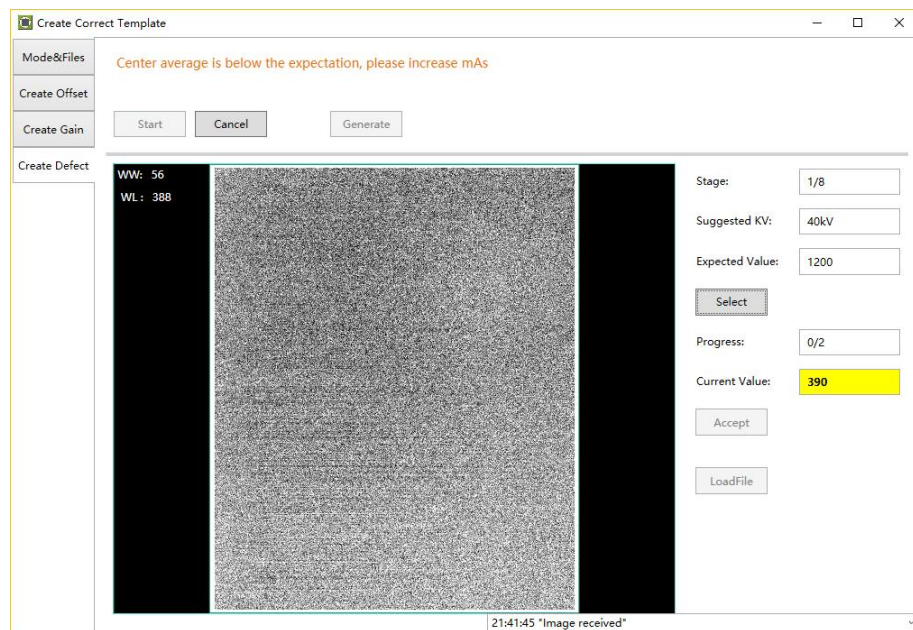 Create Correct Template
Mode&Files
Create Offset
Create Gain
Create Defect
Center average is below the expectation, please increase mAs
Start
Cancel
Generate
WW: 56
WL: 388
Stage:
1/8
Suggested KV:
40kV
Expected Value:
1200
Select
Progress:
0/2
Current Value:
390
Accept
LoadFile
21:41:45 "Image received"